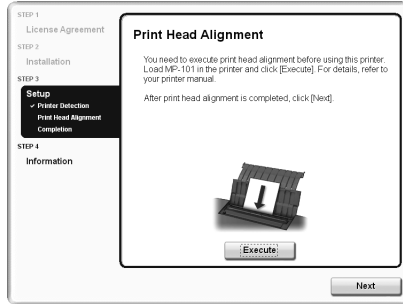 STEP 1
License Agreement
STEP 2
Installation
STEP 3
Setup
✓ Printer Detection
Print Head Alignment
Completion
STEP 4
Information
Print Head Alignment
You need to execute print head alignment before using this printer.
Load MP-101 in the printer and click [Execute]. For details, refer to
your printer manual.
After print head alignment is completed, click [Next].
Execute
Next